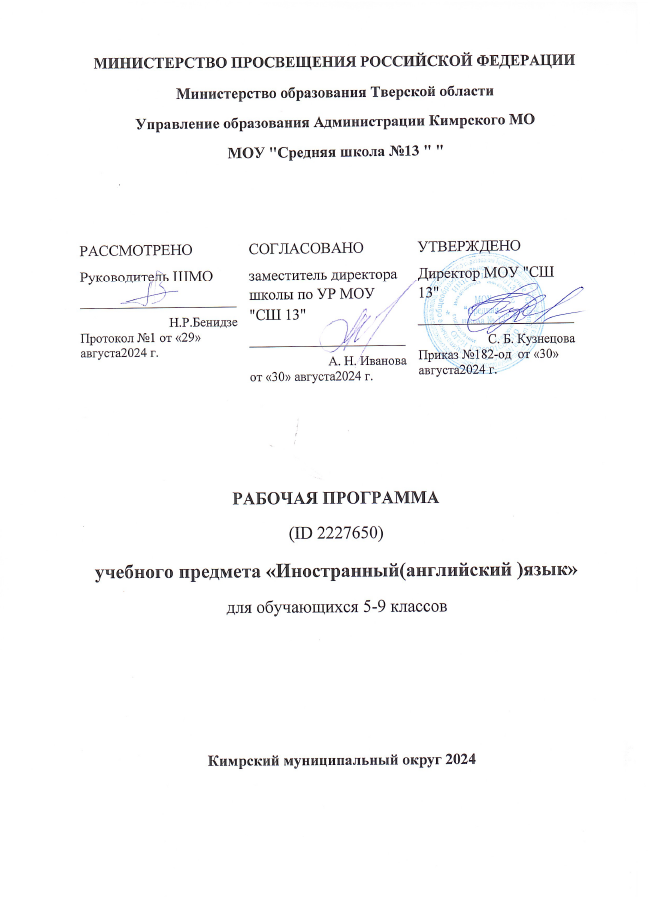 МИНИСТЕРСТВО ПРОСВЕЩЕНИЯ РОССИЙСКОЙ ФЕДЕРАЦИИ
Министерство образования Тверской области
Управление образования Администрации Кимрского МО
МОУ "Средняя школа №13 " "
РАССМОТРЕНО
Руководитель ШМО
Н.Р.Бенидзе
Протокол №1 от «29»
августа2024 г.
СОГЛАСОВАНО
заместитель директора
школы по УР МОУ
"СШ 13"
А. Н. Иванова
от «30» августа2024 г.
УТВЕРЖДЕНО
Директор МОУ "СШ
13"
С. Б. Кузнецова
Приказ №182-од от «30»
августа2024 г.
РАБОЧАЯ ПРОГРАММА
(ID 2227650)
учебного предмета «Иностранный(английский )язык»
для обучающихся 5-9 классов
Кимрский муниципальный округ 2024